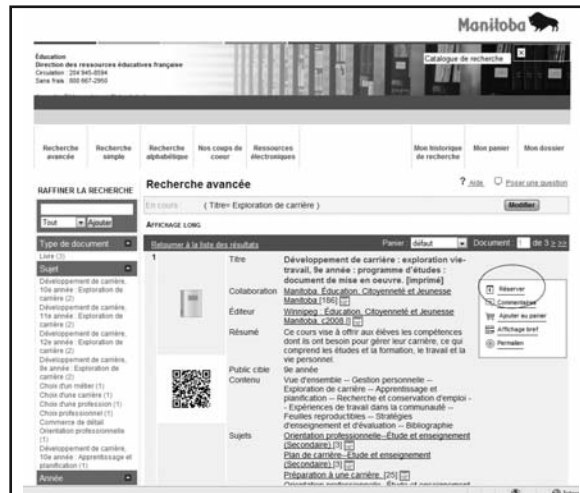 Manitoba
Éducation
Direction des ressources éducatives française
Circulation : 204 945-8594
Sans frais : 800 667-2950
Catalogue de recherche
Recherche avancée
Recherche simple
Recherche alphabétique
Nos coups de coeur
Ressources électroniques
Mon historique de recherche
Mon panier
Mon dossier
RAFFINER LA RECHERCHE
Tout
Ajouter
Type de document
Livre (3)
Sujet
Développement de carrière, 10e année : Exploration de carrière (2)
Développement de carrière, 11e année : Exploration de carrière (2)
Développement de carrière, 12e année : Exploration de carrière (2)
Développement de carrière, 9e année : Exploration de carrière (2)
Choix d'un métier (1)
Choix d'une carrière (1)
Choix d'une profession (1)
Choix professionnel (1)
Commerce de détail
Orientation professionnelle (1)
Développement de carrière, 10e année : Apprentissage et planification (1)
Année
Recherche avancée
? Aide
Poser une question
En cours :
( Titre= Exploration de carrière )
Modifier
AFFICHAGE LONG
Retourner à la liste des résultats
Panier :
défaut
Document
1
de 3 > >>
1
Titre
Développement de carrière : exploration vie-
travail, 9e année : programme d'études :
document de mise en oeuvre. [imprimé]
Collaboration
Manitoba. Éducation, Citoyenneté et Jeunesse
Manitoba [186]
Éditeur
Winnipeg : Éducation, Citoyenneté et Jeunesse
Manitoba, c2008.
Résumé
Ce cours vise à offrir aux élèves les compétences
dont ils ont besoin pour gérer leur carrière, ce qui
comprend les études et la formation, le travail et la
vie personnel.
Public cible
9e année
Contenu
Vue d'ensemble -- Gestion personnelle --
Exploration de carrière -- Apprentissage et
planification -- Recherche et conservation d'emploi -
- Expériences de travail dans la communauté --
Feuilles reproductibles -- Stratégies
d'enseignement et d'évaluation -- Bibliographie
Sujets
Orientation professionnelle--Étude et enseignement
(Secondaire) [3]
Plan de carrière--Étude et enseignement
(Secondaire) [3]
Préparation à une carrière. [25]
Orientation professionnelle--Étude et enseignement
Réserver
Commentaire
Ajouter au panier
Affichage bref
Permalien